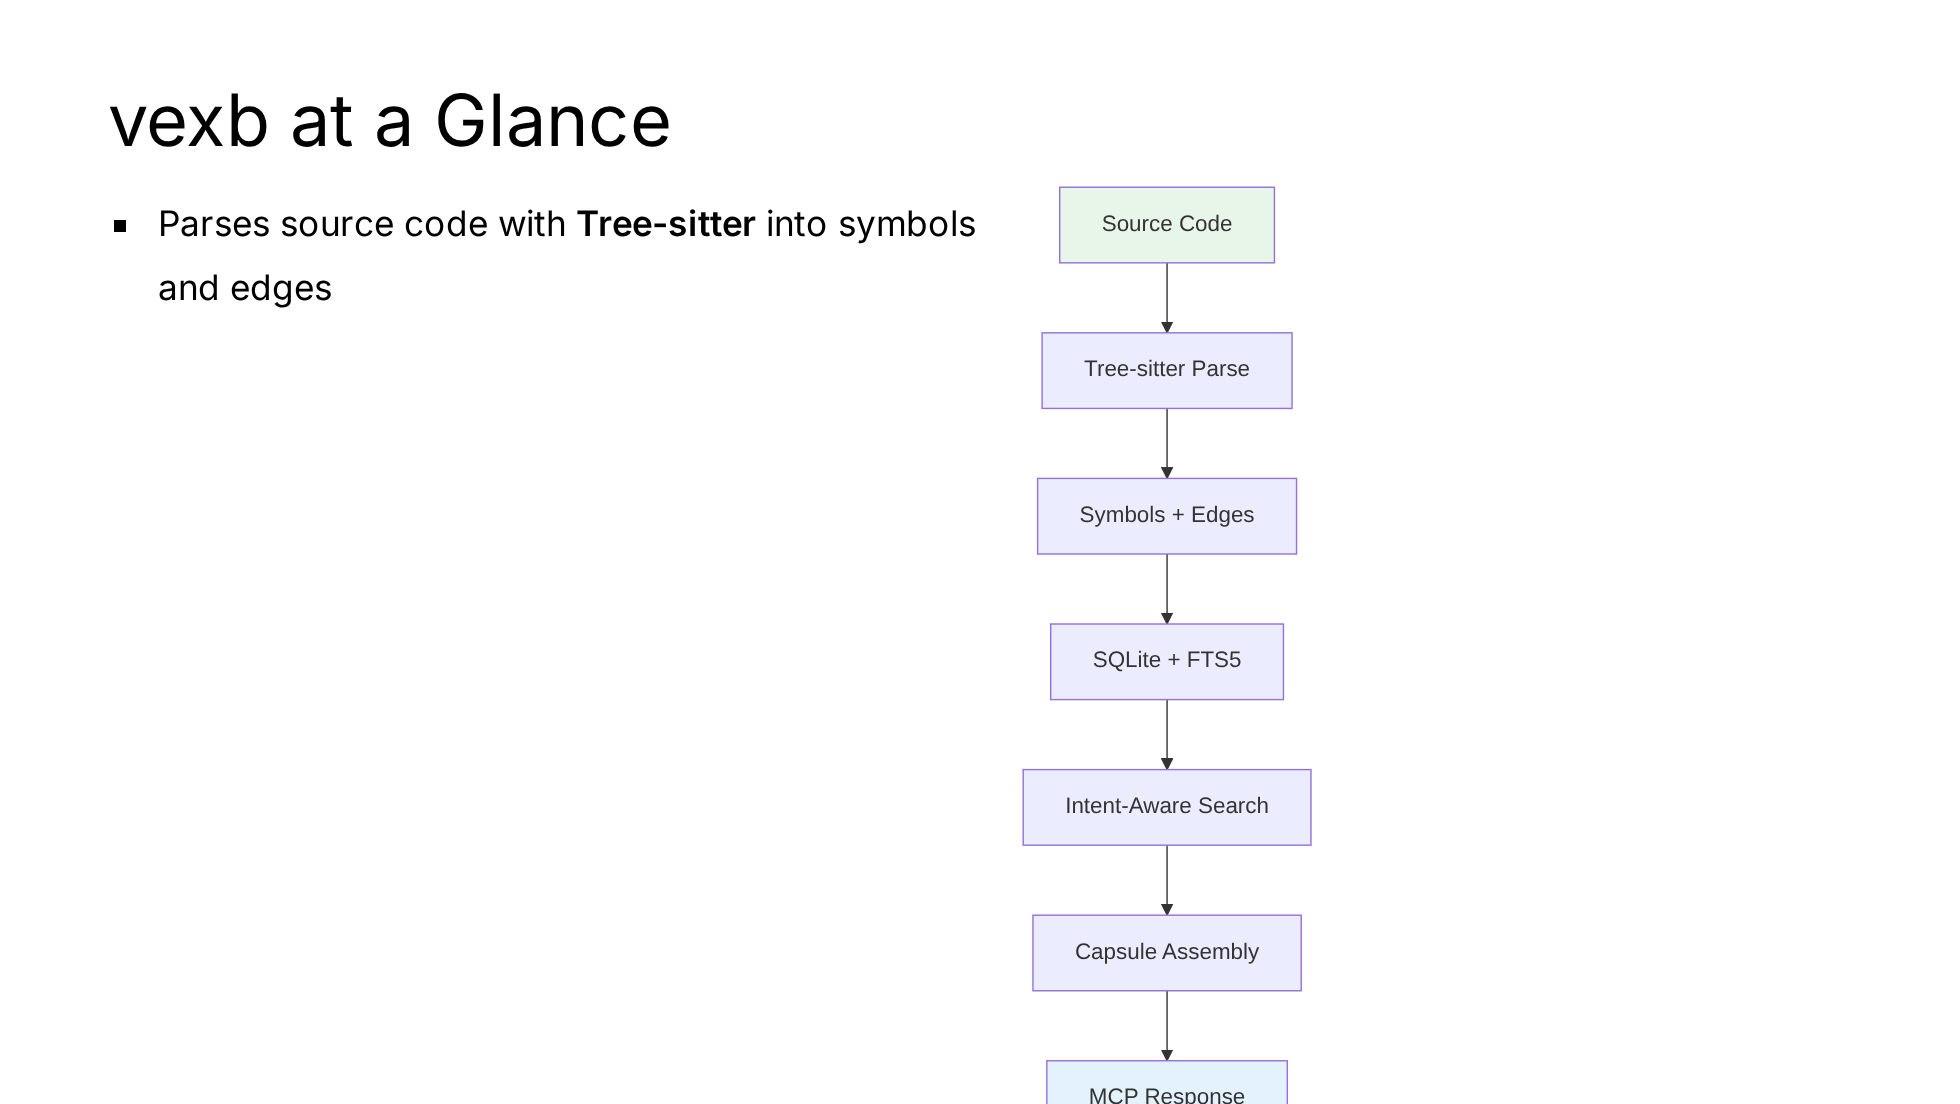 vexb at a Glance
Parses source code with Tree-sitter into symbols
and edges
Source Code
Tree-sitter Parse
Symbols + Edges
SQLite + FTS5
Intent-Aware Search
Capsule Assembly
MCP Response